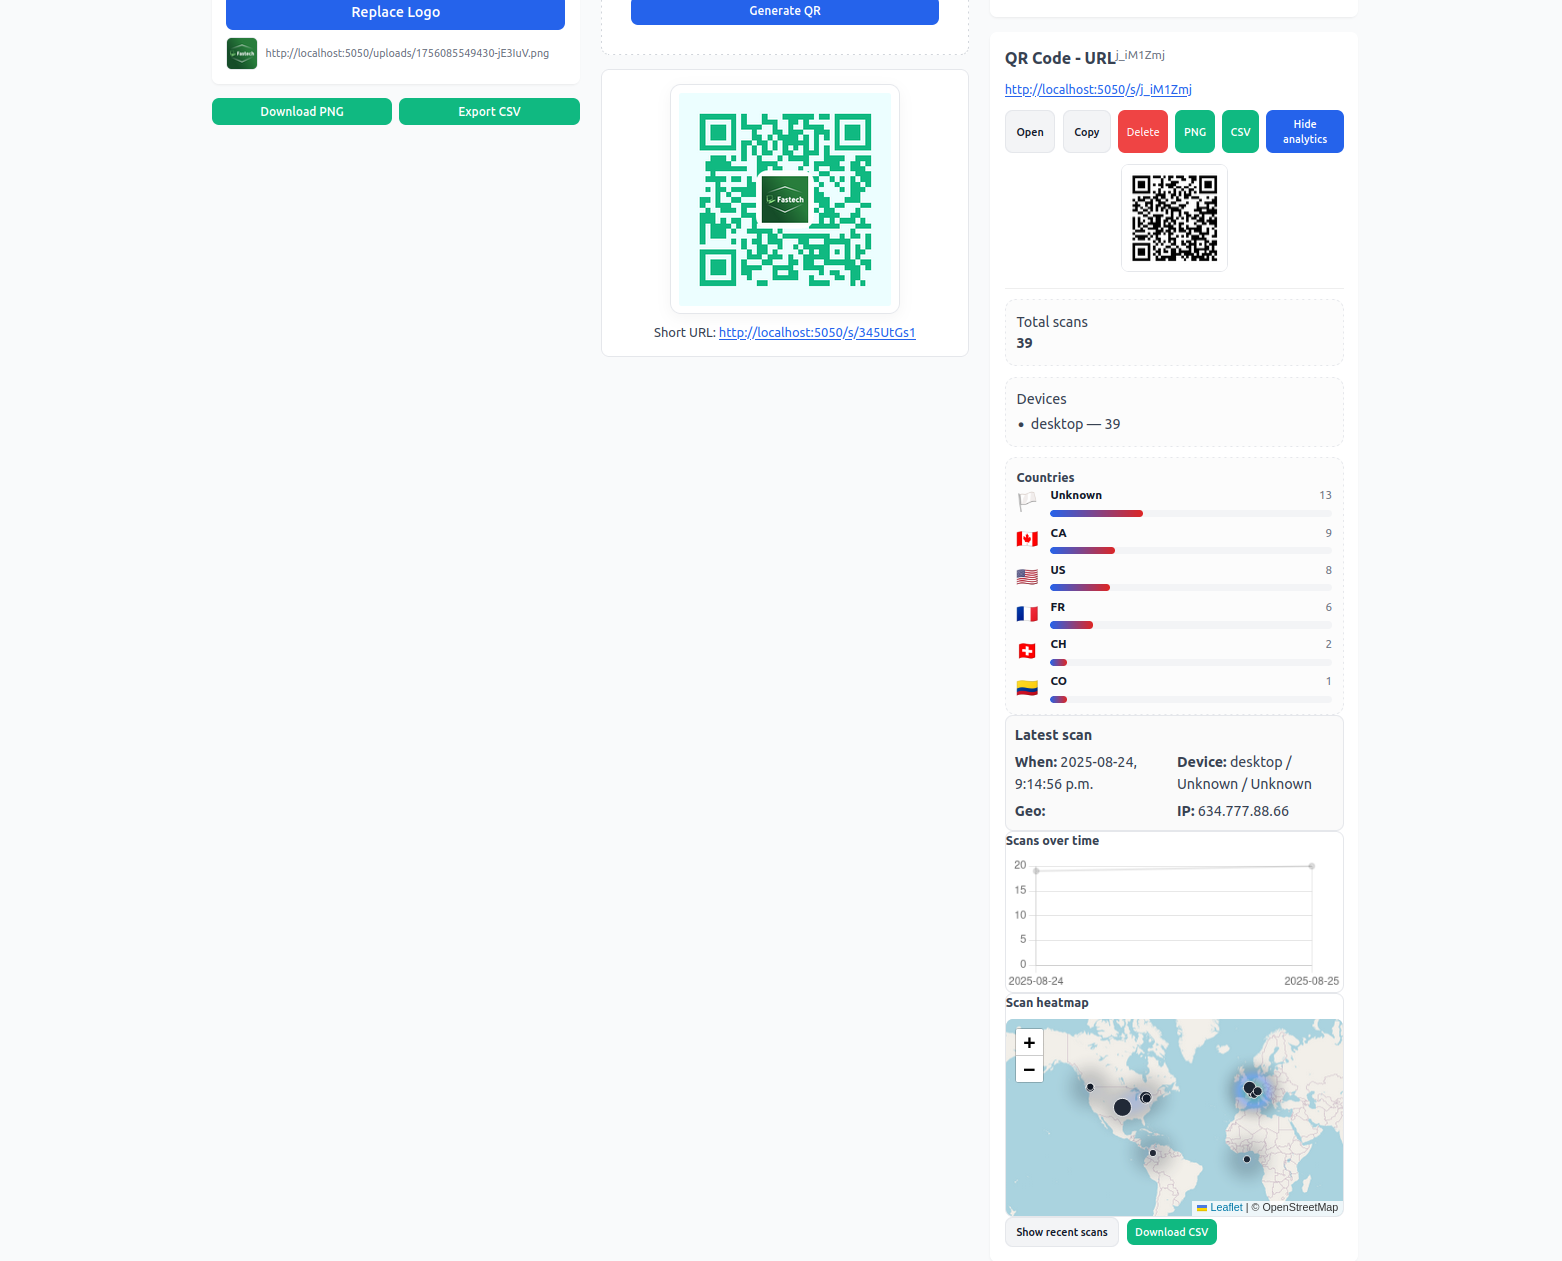 Replace Logo
http://localhost:5050/uploads/1756085549430-jE3IuV.png
Download PNG
Export CSV
Generate QR
Fastech
Short URL: http://localhost:5050/s/345UtGs1
QR Code - URL j_iM1Zmj
http://localhost:5050/s/j_iM1Zmj
Open
Copy
Delete
PNG
CSV
Hide
analytics
Total scans
39
Devices
• desktop — 39
Countries
Unknown 13
CA 9
US 8
FR 6
CH 2
CO 1
Latest scan
When: 2025-08-24,
9:14:56 p.m.
Device: desktop /
Unknown / Unknown
Geo:
IP: 634.777.88.66
Scans over time
20
15
10
5
0
2025-08-24 2025-08-25
Scan heatmap
+
−
Leaflet | © OpenStreetMap
Show recent scans
Download CSV